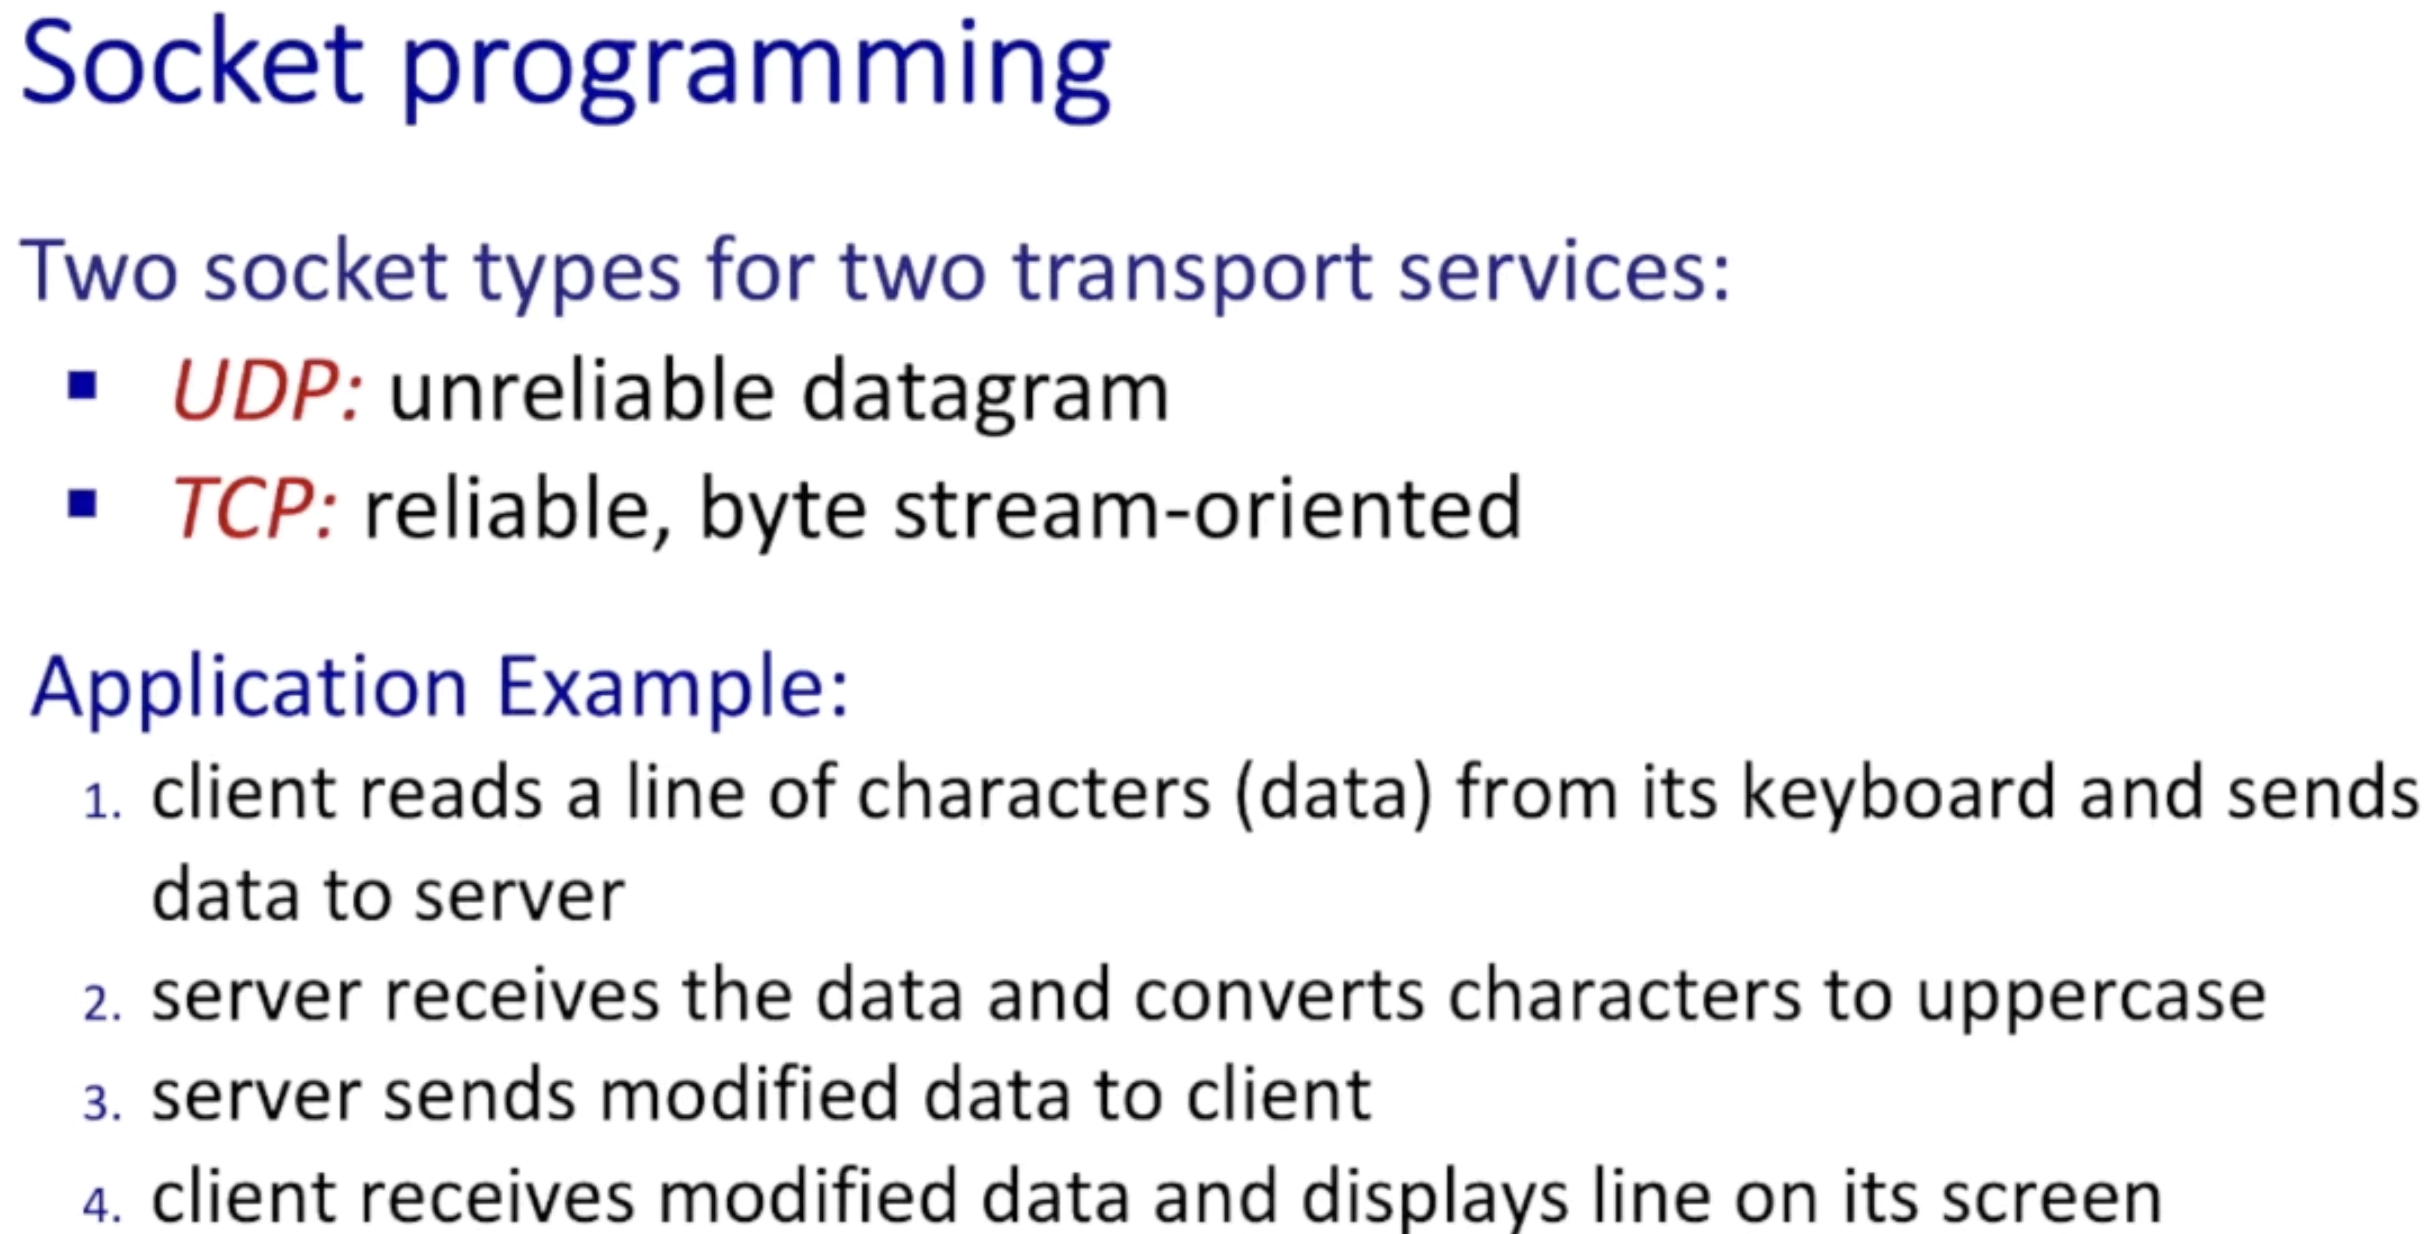 Socket programming
Two socket types for two transport services:
▪ UDP: unreliable datagram
▪ TCP: reliable, byte stream-oriented
Application Example:
1. client reads a line of characters (data) from its keyboard and sends
data to server
2. server receives the data and converts characters to uppercase
3. server sends modified data to client
4. client receives modified data and displays line on its screen